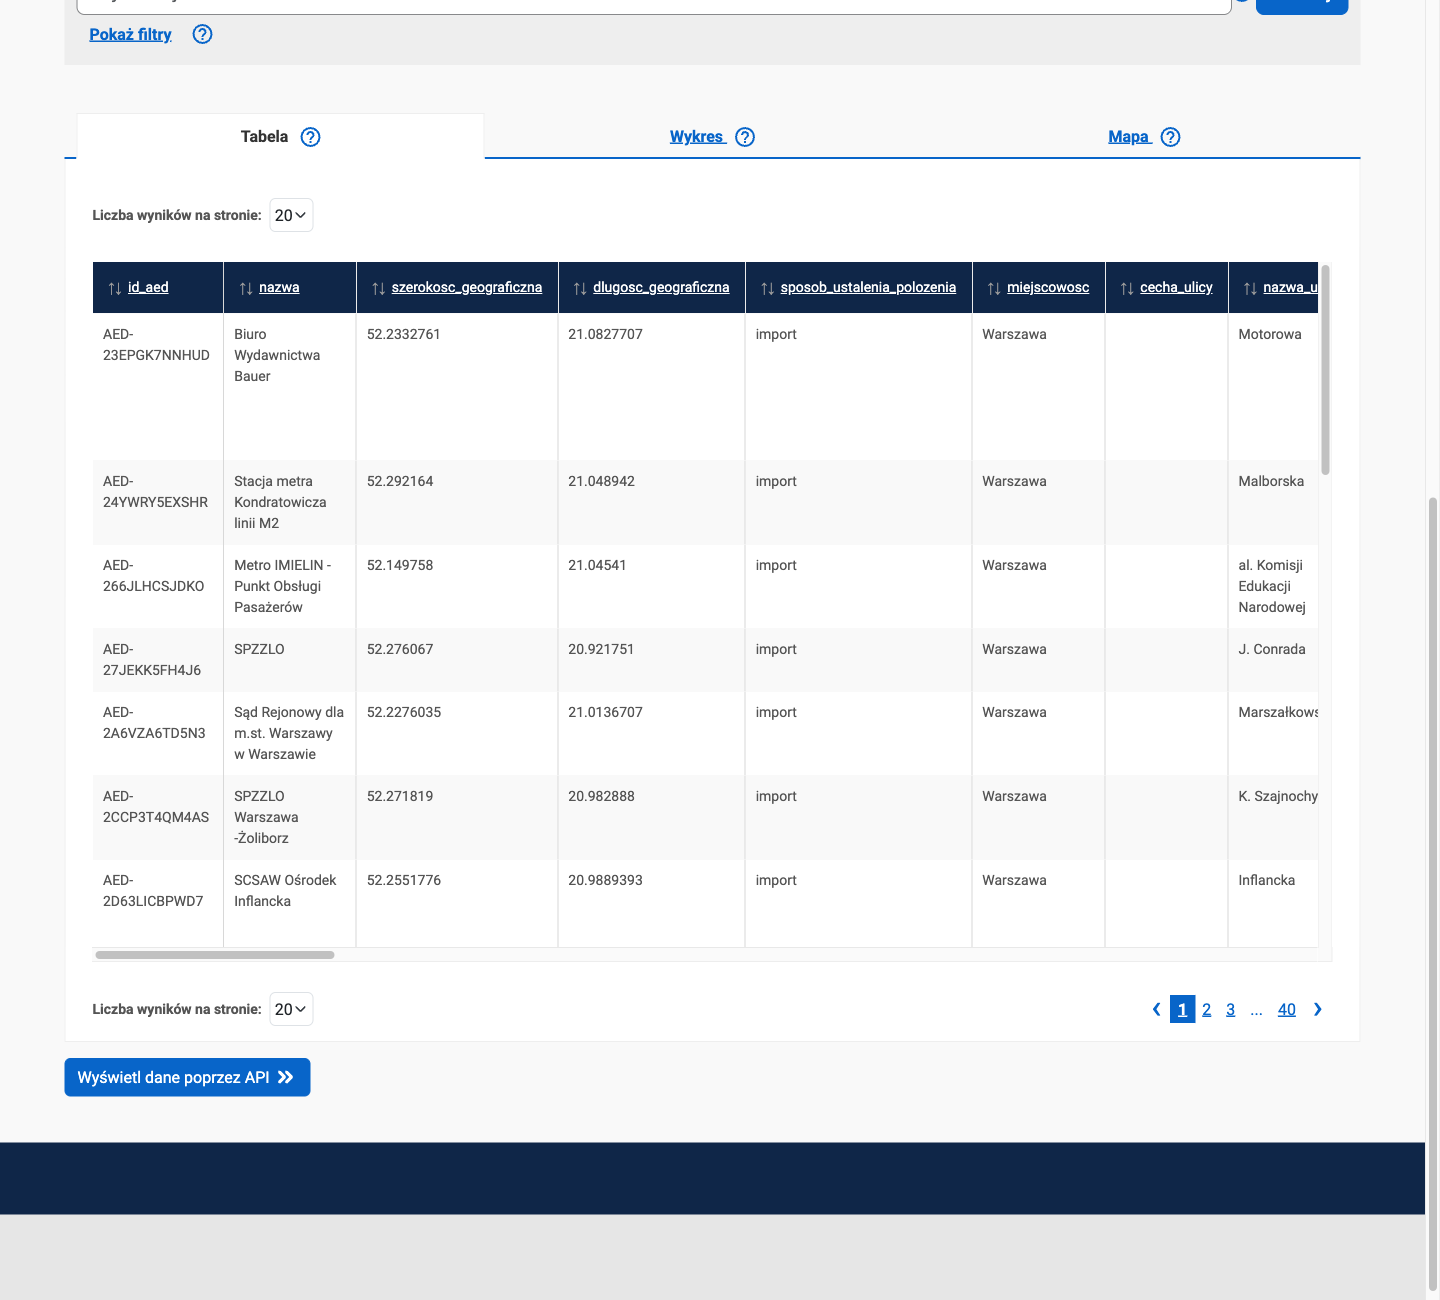 Pokaż filtry
Tabela
Wykres
Mapa
Liczba wyników na stronie: 20
id_aed nazwa szerokosc_geograficzna dlugosc_geograficzna sposob_ustalenia_polozenia miejscowosc cecha_ulicy nazwa_u
AED- Biuro 52.2332761 21.0827707 import Warszawa Motorowa
23EPGK7NNHUD Wydawnictwa
Bauer
AED- Stacja metra 52.292164 21.048942 import Warszawa Malborska
24YWRY5EXSHR Kondratowicza
linii M2
AED- Metro IMIELIN - 52.149758 21.04541 import Warszawa al. Komisji
266JLHCSJDKO Punkt Obsługi Edukacji
Pasażerów Narodowej
AED- SPZZLO 52.276067 20.921751 import Warszawa J. Conrada
27JEKK5FH4J6
AED- Sąd Rejonowy dla 52.2276035 21.0136707 import Warszawa Marszałkows
2A6VZA6TD5N3 m.st. Warszawy
w Warszawie
AED- SPZZLO 52.271819 20.982888 import Warszawa K. Szajnochy
2CCP3T4QM4AS Warszawa
-Żoliborz
AED- SCSAW Ośrodek 52.2551776 20.9889393 import Warszawa Inflancka
2D63LICBPWD7 Inflancka
Liczba wyników na stronie: 20
1 2 3 ... 40
Wyświetl dane poprzez API